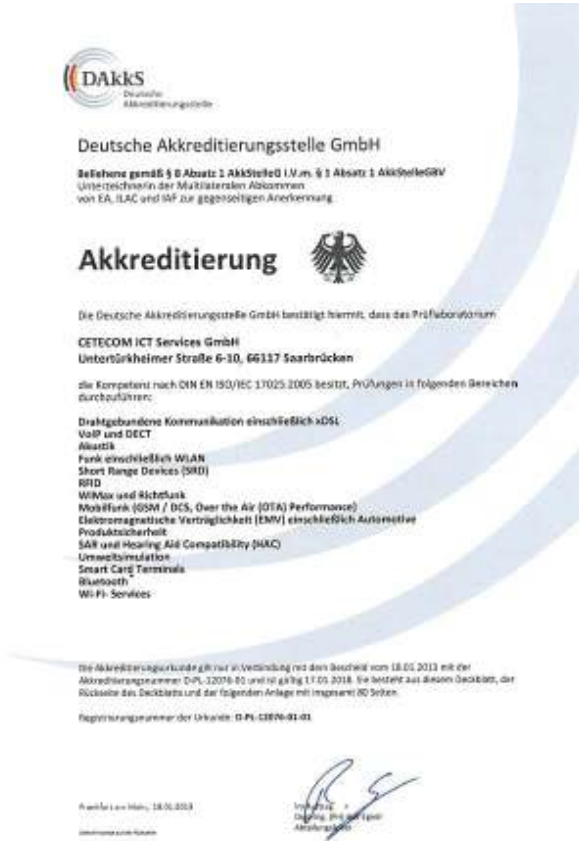 DAkkS
Deutsche
Akkreditierungsstelle
Deutsche Akkreditierungsstelle GmbH
Beliehene gemäß § 8 Absatz 1 AkkStelleG i.V.m. § 1 Absatz 1 AkkStelleGBV
Unterzeichnerin der Multilateralen Abkommen
von EA, ILAC und IAF zur gegenseitigen Anerkennung
Akkreditierung
Die Deutsche Akkreditierungsstelle GmbH bestätigt hiermit, dass das Prüflaboratorium
CETECOM ICT Services GmbH
Untertürkheimer Straße 6-10, 66117 Saarbrücken
die Kompetenz nach DIN EN ISO/IEC 17025:2005 besitzt, Prüfungen in folgenden Bereichen
durchzuführen:
Drahtgebundene Kommunikation einschließlich xDSL
VoIP und DECT
Akustik
Funk einschließlich WLAN
Short Range Devices (SRD)
RFID
WiMax und Richtfunk
Mobilfunk (GSM / DCS, Over the Air (OTA) Performance)
Elektromagnetische Verträglichkeit (EMV) einschließlich Automotive
Produktsicherheit
SAR und Hearing Aid Compatibility (HAC)
Umweltsimulation
Smart Card Terminals
Bluetooth
Wi-Fi- Services
Die Akkreditierungsurkunde gilt nur in Verbindung mit dem Bescheid vom 18.01.2013 mit der
Akkreditierungsnummer D-PL-12076-01 und ist gültig 17.01.2018. Sie besteht aus diesem Deckblatt, der
Rückseite des Deckblatts und der folgenden Anlage mit insgesamt 80 Seiten.
Registrierungsnummer der Urkunde: D-PL-12076-01-01
Frankfurt am Main, 18.01.2013
Abteilungsleiter